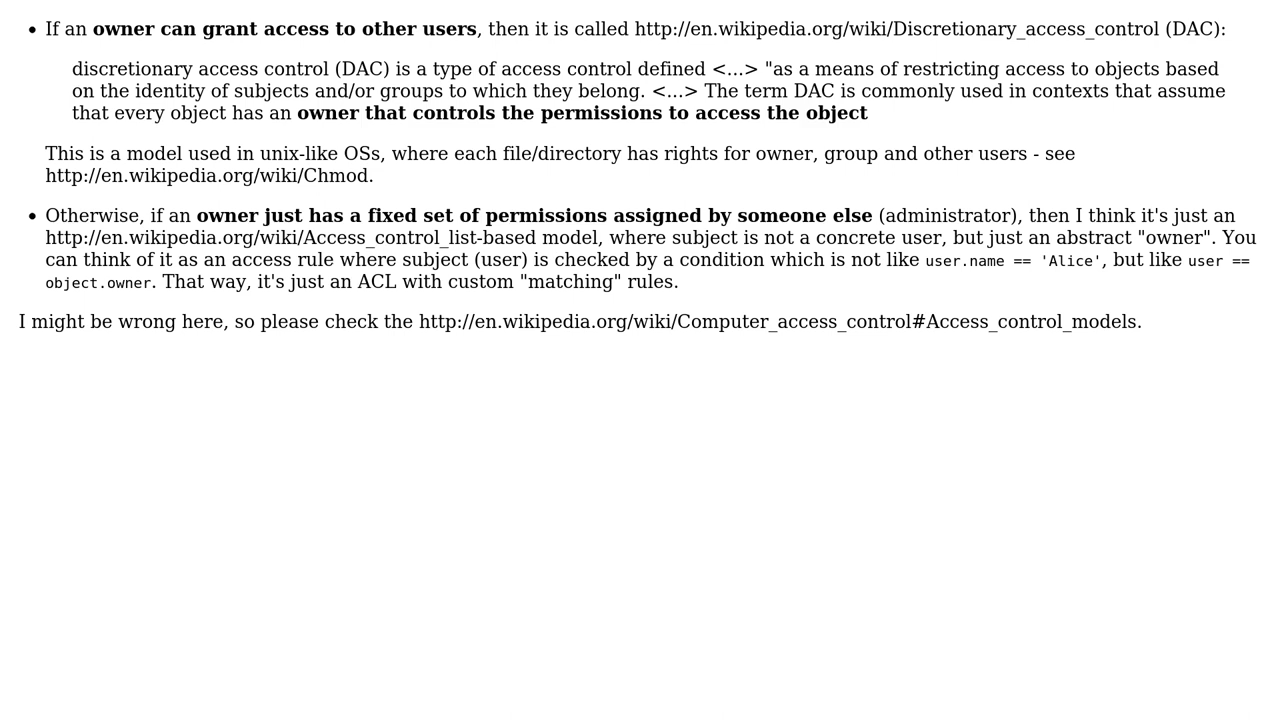 • If an owner can grant access to other users, then it is called http://en.wikipedia.org/wiki/Discretionary_access_control (DAC):
discretionary access control (DAC) is a type of access control defined <...> "as a means of restricting access to objects based
on the identity of subjects and/or groups to which they belong. <...> The term DAC is commonly used in contexts that assume
that every object has an owner that controls the permissions to access the object
This is a model used in unix-like OSs, where each file/directory has rights for owner, group and other users - see
http://en.wikipedia.org/wiki/Chmod.
• Otherwise, if an owner just has a fixed set of permissions assigned by someone else (administrator), then I think it's just an
http://en.wikipedia.org/wiki/Access_control_list-based model, where subject is not a concrete user, but just an abstract "owner". You
can think of it as an access rule where subject (user) is checked by a condition which is not like user.name == 'Alice', but like user ==
object.owner. That way, it's just an ACL with custom "matching" rules.
I might be wrong here, so please check the http://en.wikipedia.org/wiki/Computer_access_control#Access_control_models.